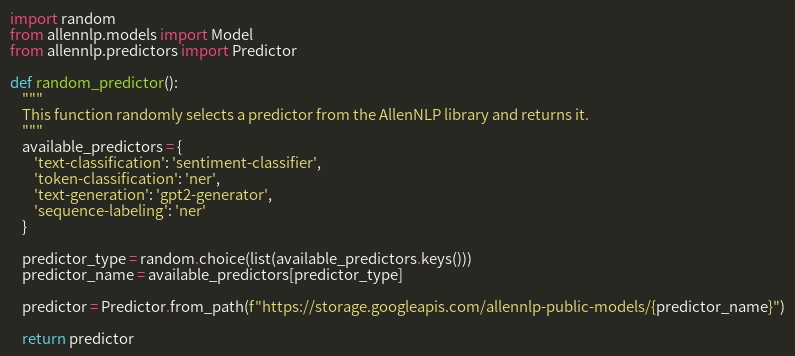 import random
from allennlp.models import Model
from allennlp.predictors import Predictor

def random_predictor():
    """
    This function randomly selects a predictor from the AllenNLP library and returns it.
    """
    available_predictors = {
        'text-classification': 'sentiment-classifier',
        'token-classification': 'ner',
        'text-generation': 'gpt2-generator',
        'sequence-labeling': 'ner'
    }

    predictor_type = random.choice(list(available_predictors.keys()))
    predictor_name = available_predictors[predictor_type]

    predictor = Predictor.from_path(f"https://storage.googleapis.com/allennlp-public-models/{predictor_name}")

    return predictor